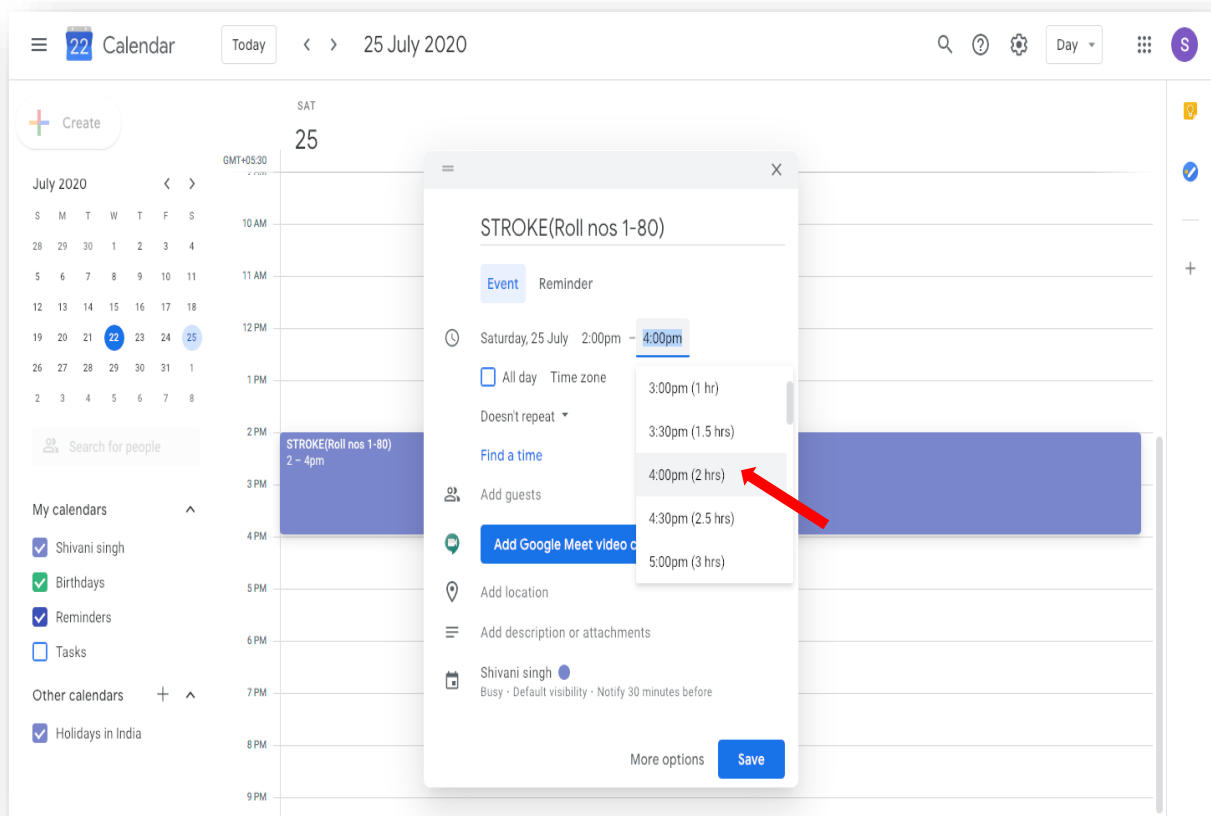 22 Calendar Today 25 July 2020 Day S
Create
SAT
25
GMT+05:30
July 2020
S M T W T F S
28 29 30 1 2 3 4
5 6 7 8 9 10 11
12 13 14 15 16 17 18
19 20 21 22 23 24 25
26 27 28 29 30 31 1
2 3 4 5 6 7 8
Search for people
My calendars
Shivani singh
Birthdays
Reminders
Tasks
Other calendars
Holidays in India
10 AM
11 AM
12 PM
1 PM
2 PM
3 PM
4 PM
5 PM
6 PM
7 PM
8 PM
9 PM
STROKE(Roll nos 1-80)
2 – 4pm
X
STROKE(Roll nos 1-80)
Event Reminder
Saturday, 25 July 2:00pm – 4:00pm
All day Time zone
Doesn't repeat
Find a time
Add guests
Add Google Meet video c
Add location
Add description or attachments
Shivani singh
Busy · Default visibility · Notify 30 minutes before
More options Save
3:00pm (1 hr)
3:30pm (1.5 hrs)
4:00pm (2 hrs)
4:30pm (2.5 hrs)
5:00pm (3 hrs)